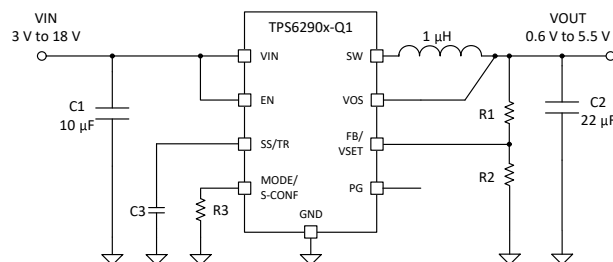 VIN
3 V to 18 V
TPS6290x-Q1
VOUT
0.6 V to 5.5 V
1 µH
VIN
SW
C1
10 µF
EN
VOS
R1
C2
22 µF
SS/TR
FB/
VSET
MODE/
S-CONF
PG
R2
C3
R3
GND